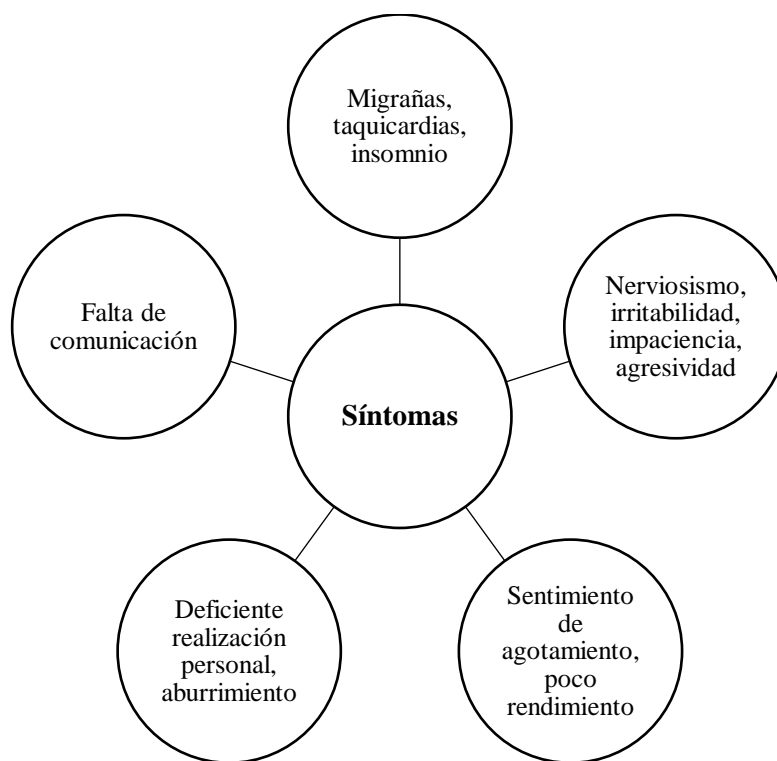 Migrañas,
taquicardias,
insomnio
Nerviosismo,
irritabilidad,
impaciencia,
agresividad
Falta de
comunicación
Síntomas
Sentimiento
de
agotamiento,
poco
rendimiento
Deficiente
realización
personal,
aburrimiento